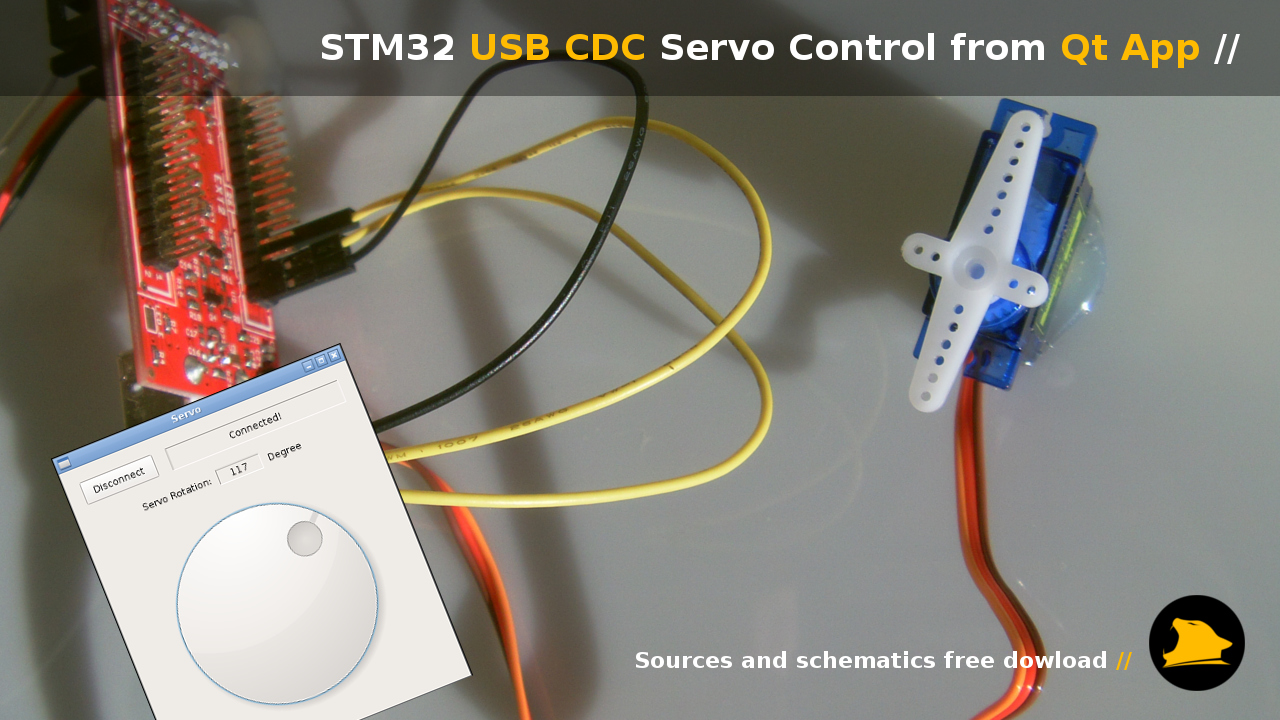 STM32 USB CDC Servo Control from Qt App //
Servo
Disconnect
Connected!
Servo Rotation: 117 Degree
Sources and schematics free dowload //